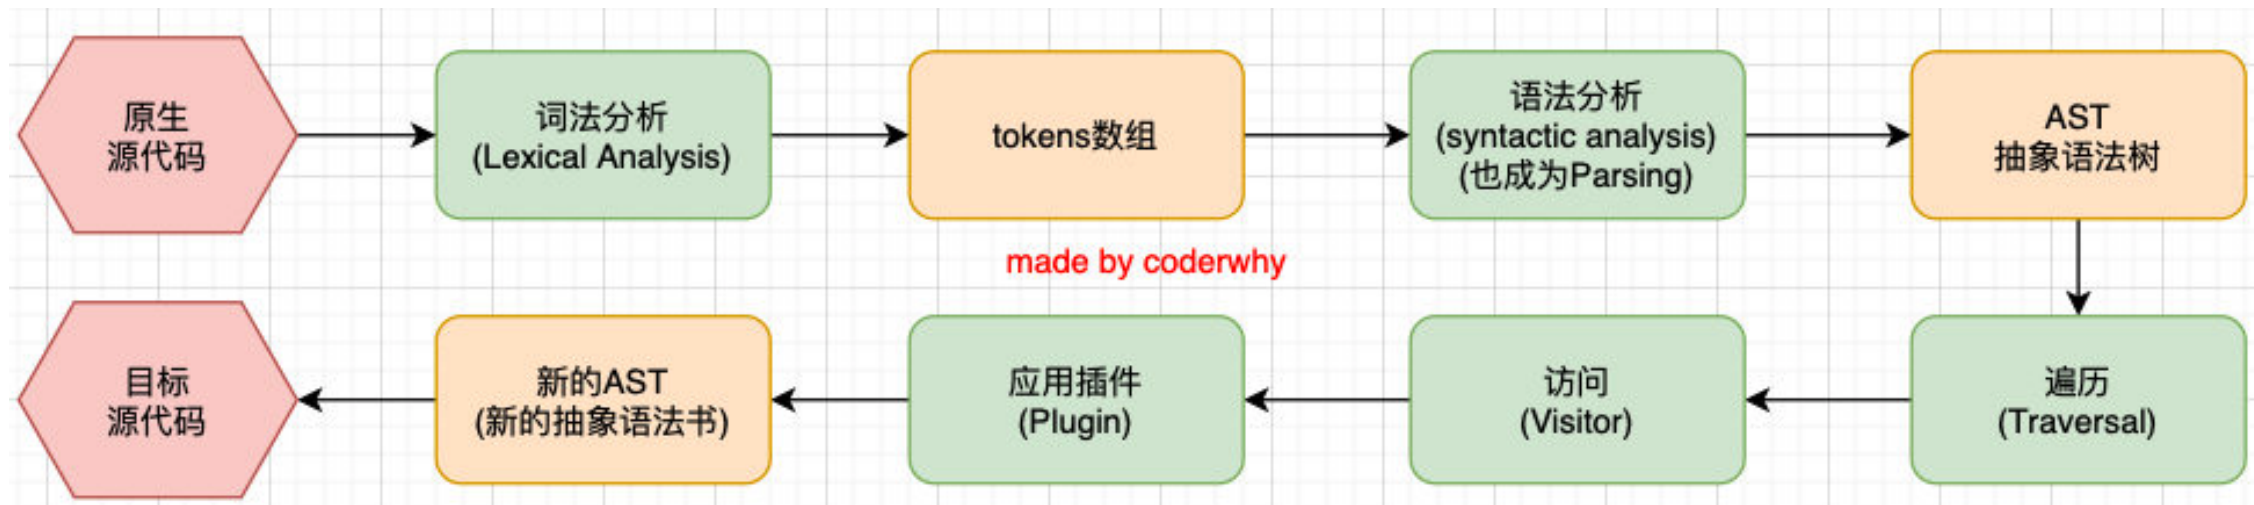 原生
源代码
词法分析
(Lexical Analysis)
tokens数组
语法分析
(syntactic analysis)
(也成为Parsing)
AST
抽象语法树
made by coderwhy
遍历
(Traversal)
访问
(Visitor)
应用插件
(Plugin)
新的AST
(新的抽象语法书)
目标
源代码